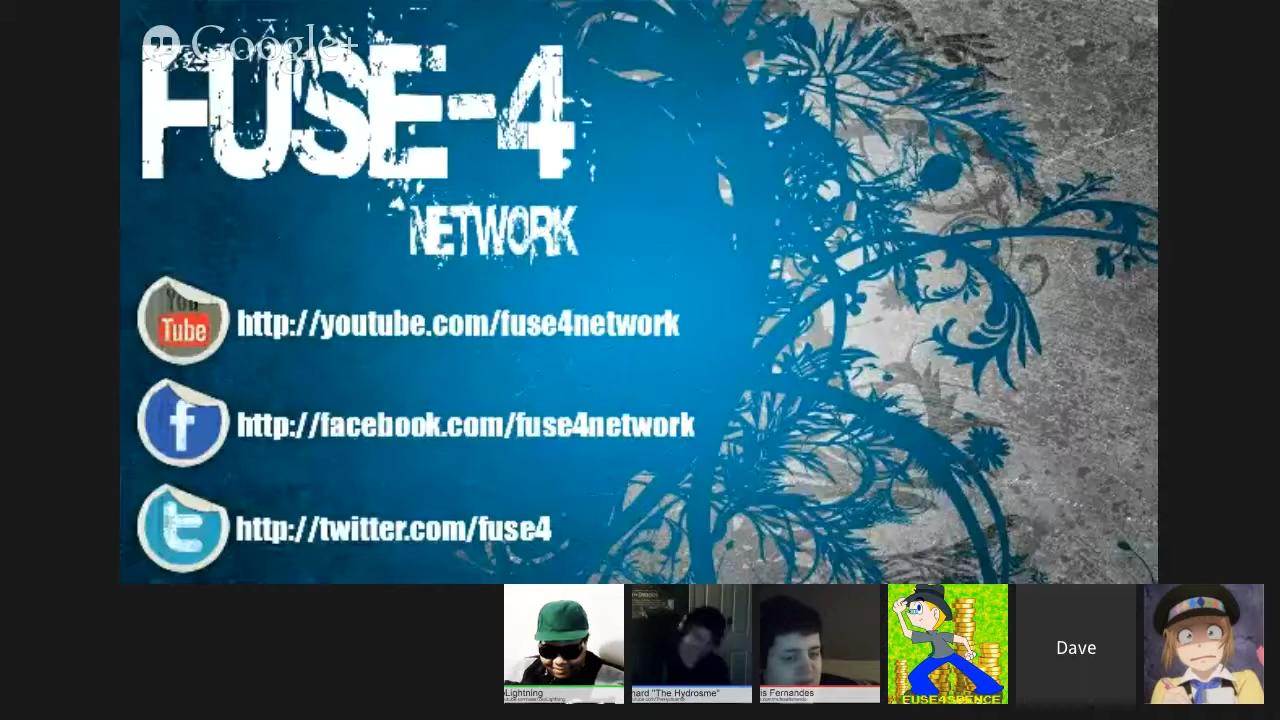 Google+
FUSE-4
NETWORK
You
Tube
http://youtube.com/fuse4network
f
http://facebook.com/fuse4network
t
http://twitter.com/fuse4
Lightning
hard "The Hydrosme"
is Fernandes
FUSE4SPENCE
Dave